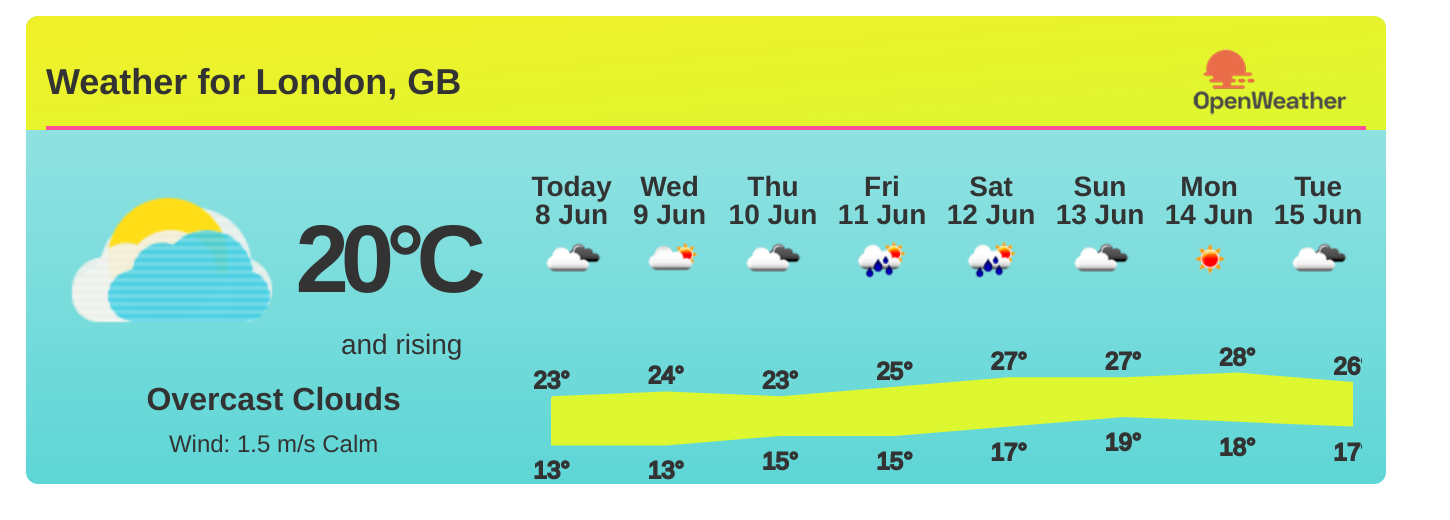 Weather for London, GB
OpenWeather
Today Wed Thu Fri Sat Sun Mon Tue
8 Jun 9 Jun 10 Jun 11 Jun 12 Jun 13 Jun 14 Jun 15 Jun
20°C
and rising
Overcast Clouds
Wind: 1.5 m/s Calm
23° 24° 23° 25° 27° 27° 28° 26°
13° 13° 15° 15° 17° 19° 18° 17